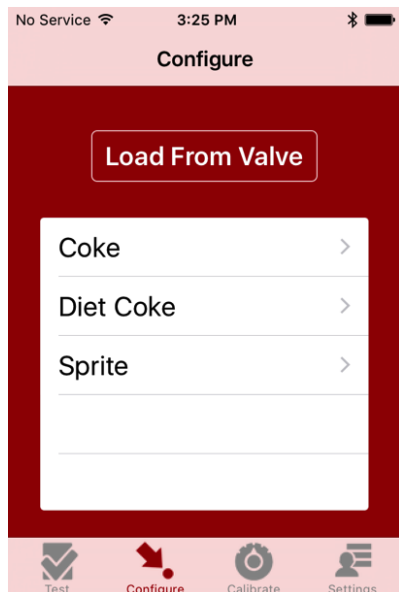 No Service 3:25 PM
Configure
Load From Valve
Coke
Diet Coke
Sprite
Test Configure Calibrate Settings